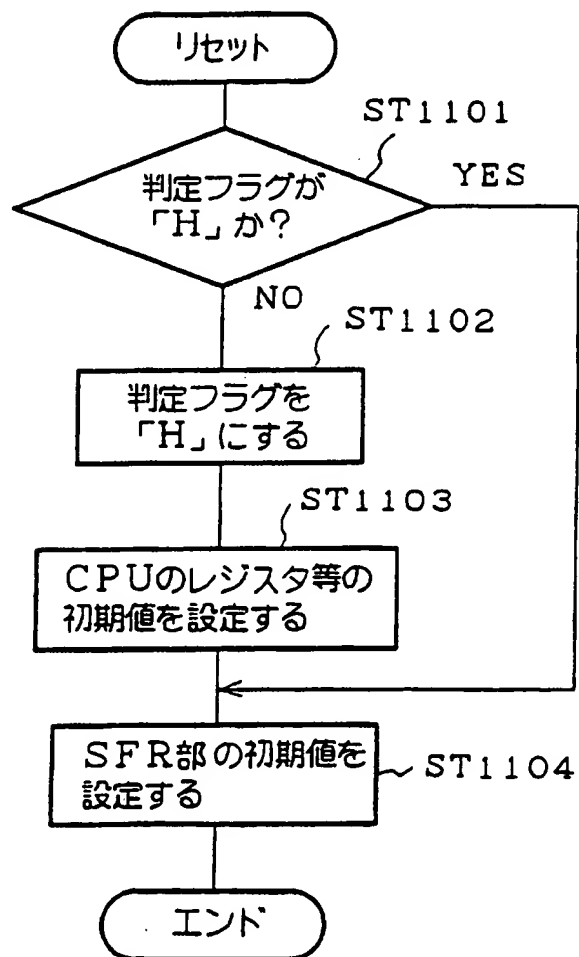 リセット
ST1101
判定フラグが
「H」か?
YES
NO
ST1102
判定フラグを
「H」にする
ST1103
CPUのレジスタ等の
初期値を設定する
SFR部の初期値を
設定する
ST1104
エンド